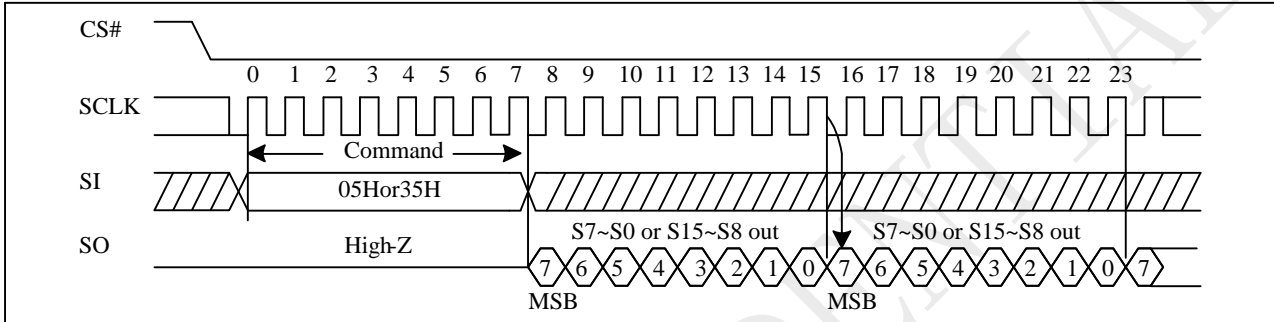 CS#
0 1 2 3 4 5 6 7 8 9 10 11 12 13 14 15 16 17 18 19 20 21 22 23
SCLK
Command
SI
05Hor35H
S7~S0 or S15~S8 out S7~S0 or S15~S8 out
SO High-Z
7 6 5 4 3 2 1 0 7 6 5 4 3 2 1 0 7
MSB MSB